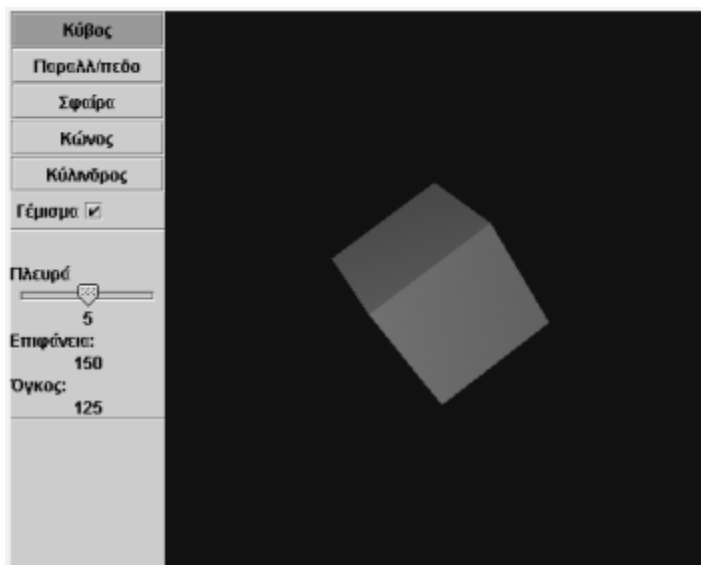 Κύβος
Παραλλ/πεδο
Σφαίρα
Κώνος
Κύλινδρος
Γέμισμα
Πλευρά
5
Επιφάνεια:
150
Όγκος:
125